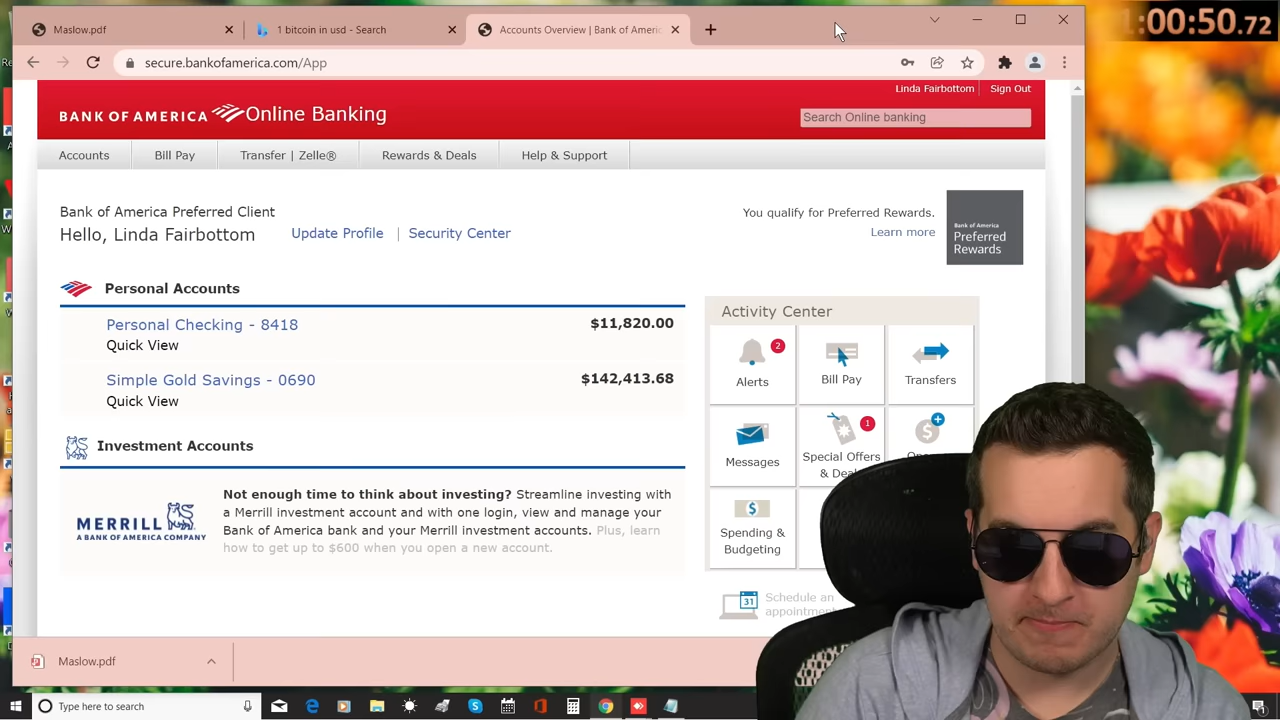 Maslow.pdf
1 bitcoin in usd - Search
Accounts Overview | Bank of Americ
1:00:50.72
secure.bankofamerica.com/App
Linda Fairbottom
Sign Out
BANK OF AMERICA Online Banking
Search Online banking
Accounts
Bill Pay
Transfer | Zelle®
Rewards & Deals
Help & Support
Bank of America Preferred Client
Hello, Linda Fairbottom
Update Profile | Security Center
You qualify for Preferred Rewards.
Learn more
Bank of America
Preferred
Rewards
Personal Accounts
Personal Checking - 8418
$11,820.00
Quick View
Simple Gold Savings - 0690
$142,413.68
Quick View
Investment Accounts
MERRILL
A BANK OF AMERICA COMPANY
Not enough time to think about investing? Streamline investing with
a Merrill investment account and with one login, view and manage your
Bank of America bank and your Merrill investment accounts. Plus, learn
how to get up to $600 when you open a new account.
Activity Center
2
Alerts
Bill Pay
Transfers
Messages
1
Special Offers
& Dea
Spending &
Budgeting
31
Schedule an
appointment
Maslow.pdf
Type here to search
1